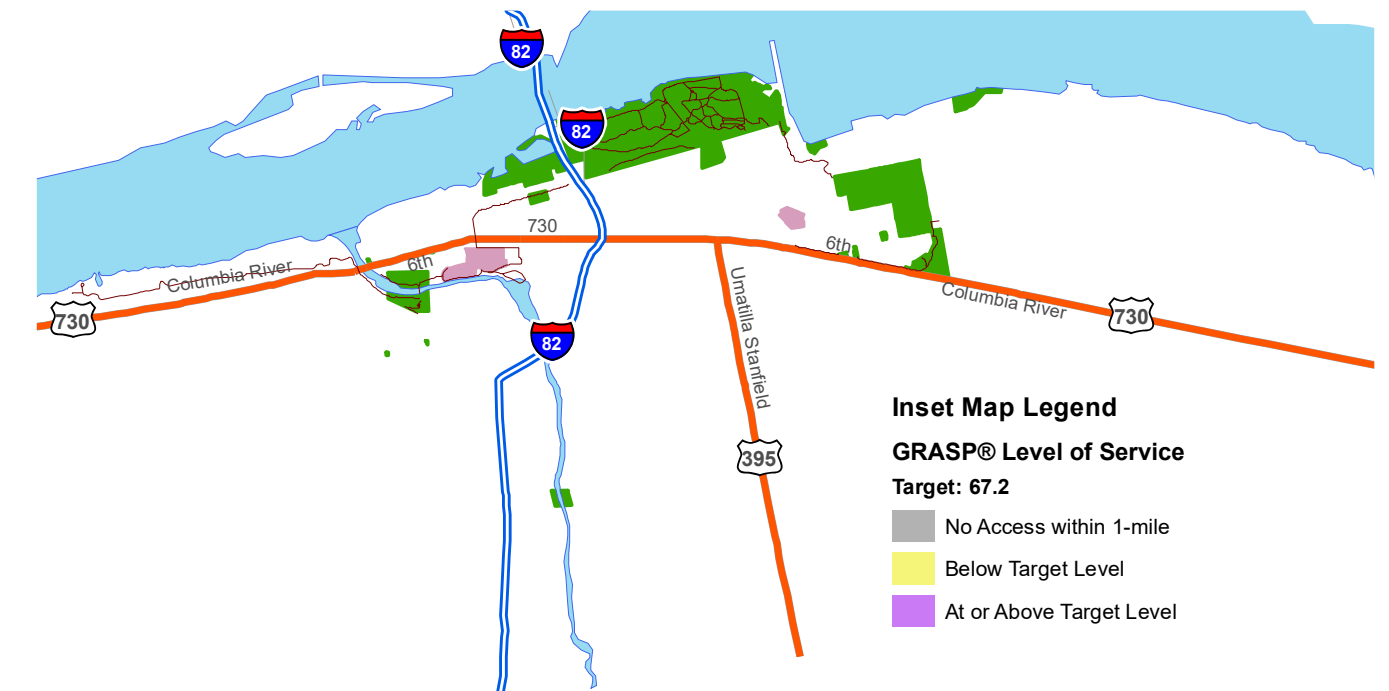 82
82
730
6th
6th
Columbia River
730
82
Umatilla Stanfield
Columbia River
730
395
Inset Map Legend
GRASP® Level of Service
Target: 67.2
No Access within 1-mile
Below Target Level
At or Above Target Level